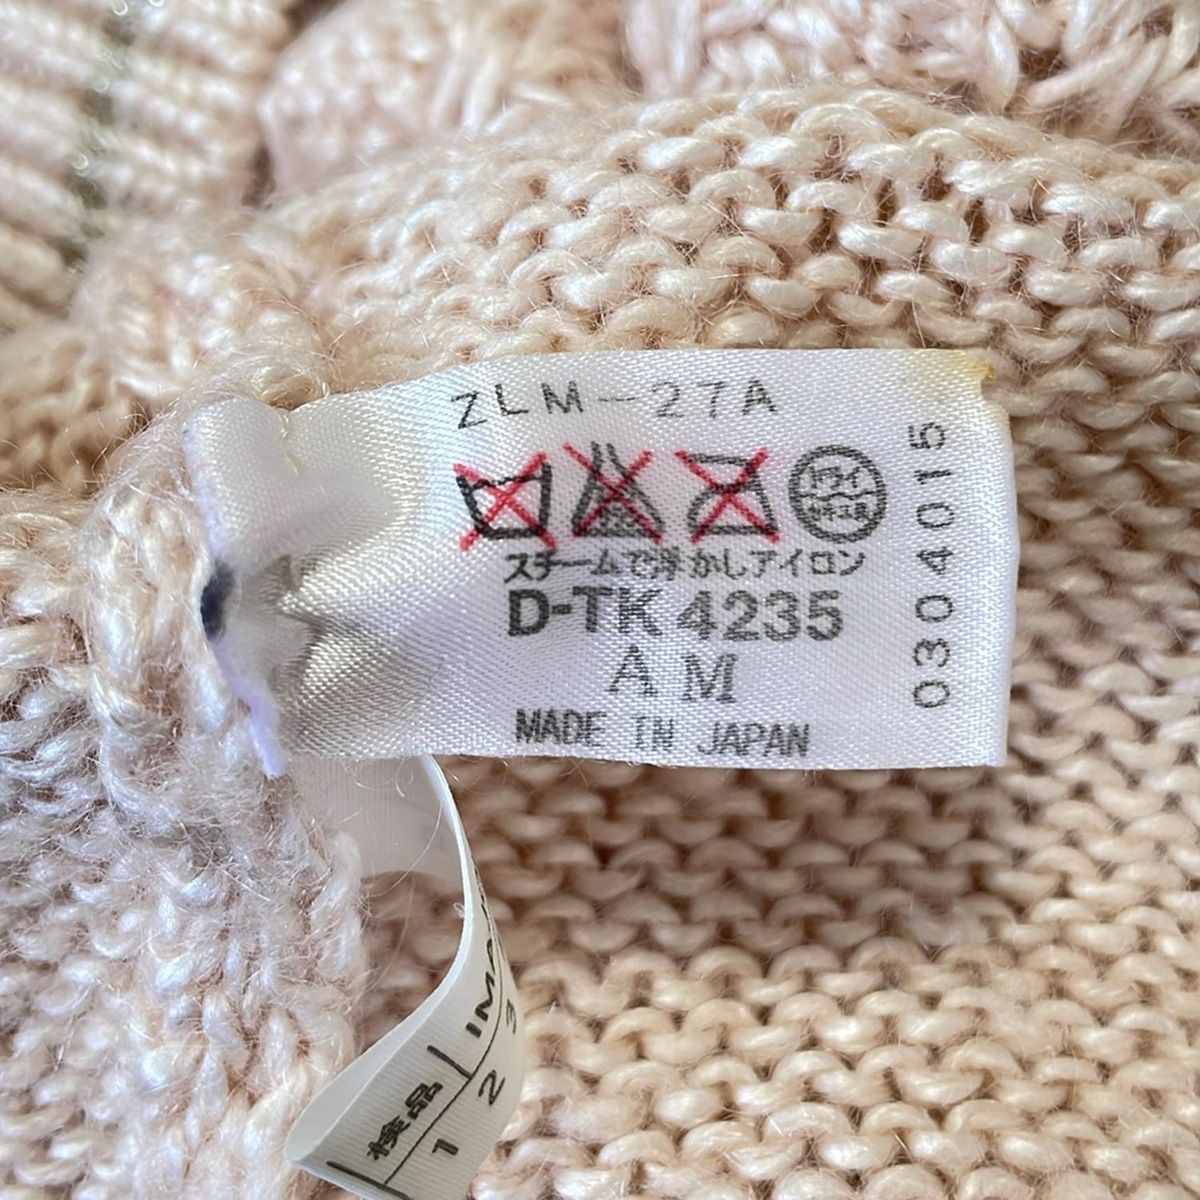 ZLM-27A
ドライ
セキユ系
スチームで浮かしアイロン
D-TK 4235
AM
MADE IN JAPAN
0304015
検品
1 2 3